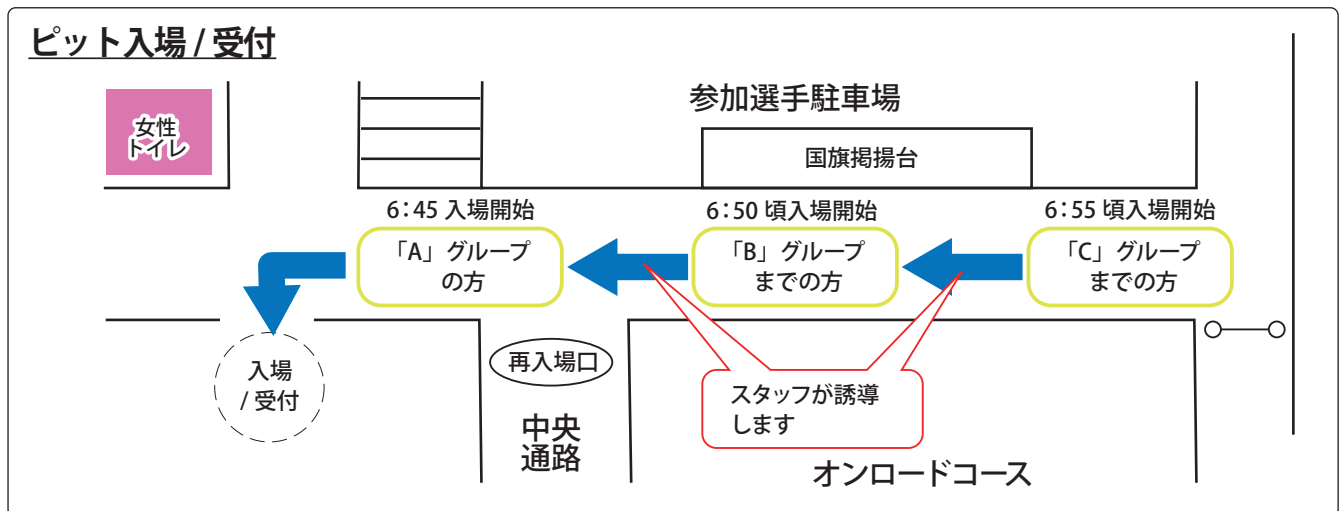 ピット入場 / 受付
女性
トイレ
参加選手駐車場
国旗掲揚台
6：45 入場開始
「A」グループ
の方
6：50 頃入場開始
「B」グループ
までの方
6：55 頃入場開始
「C」グループ
までの方
入場
/ 受付
再入場口
中央
通路
スタッフが誘導
します
オンロードコース